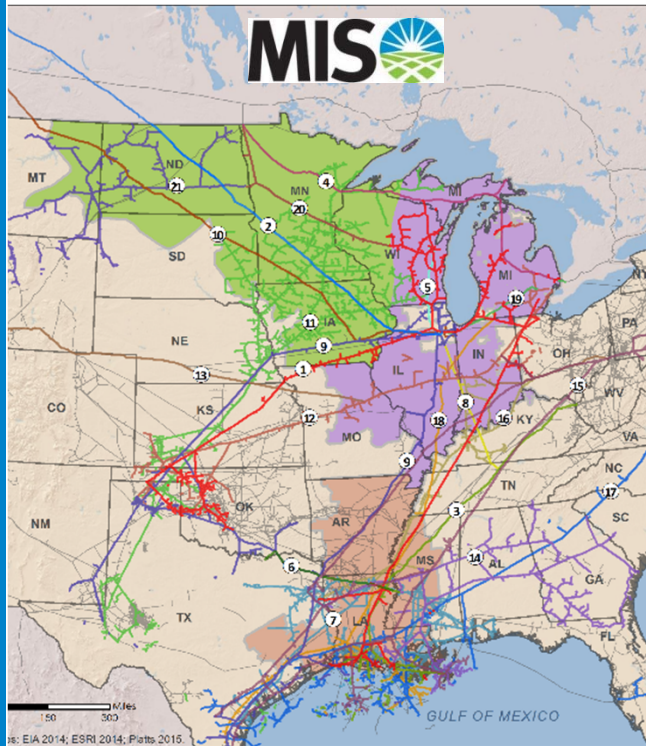 MISO
MT
ND
21
MN
4
20
10
2
SD
WI
MI
MI
5
19
11
IA
9
NE
13
1
IL
IN
OH
PA
NY
CO
KS
12
MO
18
8
16
KY
15
WV
VA
9
NM
OK
AR
TN
3
NC
17
SC
6
MS
14
AL
GA
TX
7
LA
FL
Miles
150
300
GULF OF MEXICO
s: EIA 2014; ESRI 2014; Platts 2015.